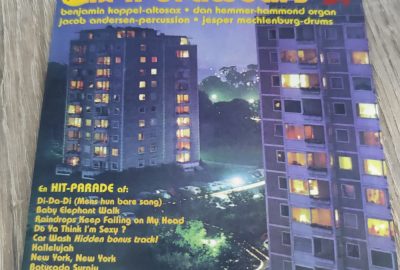 benjamin koppel-altosax • dan hemmer-hammond organ
jacob andersen-percussion • jesper mechlenburg-drums
En HIT-PARADE af:
Di-Da-Di (Mens hun bare sang)
Baby Elephant Walk
Raindrops Keep Falling on My Head
Do Ya Think I'm Sexy ?
Car Wash Hidden bonus track!
Hallelujah
New York, New York
Batucada Surgiu